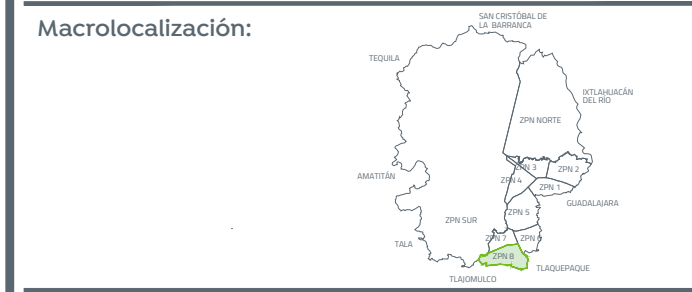 Macrolocalización:
SAN CRISTÓBAL DE
LA BARRANCA
TEQUILA
IXTLAHUACÁN
DEL RÍO
ZPN NORTE
ZPN 3
ZPN 2
AMATITÁN
ZPN 4
ZPN 1
GUADALAJARA
ZPN 5
ZPN SUR
ZPN 7
ZPN 6
TALA
ZPN 8
TLAQUEPAQUE
TLAJOMULCO